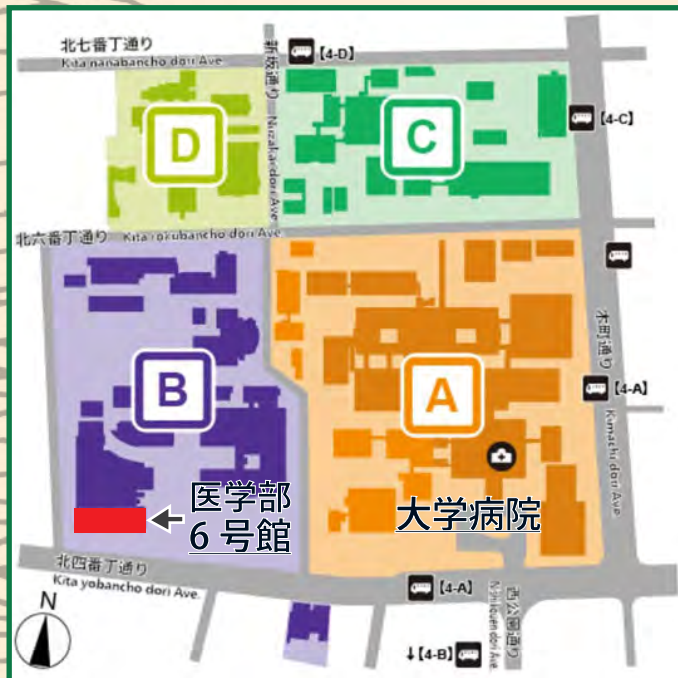 北七番丁通り
Kita nanabancho dori Ave.
新坂通り
Niizaka dori Ave.
【4-D】
【4-C】
D
C
北六番丁通り Kita rokubancho dori Ave.
木町通り
Kimachi dori Ave.
【4-A】
B
A
医学部
6号館
大学病院
北四番丁通り
Kita yobancho dori Ave.
【4-A】
西公園通り
Nishikouen dori Ave.
↓【4-B】
N